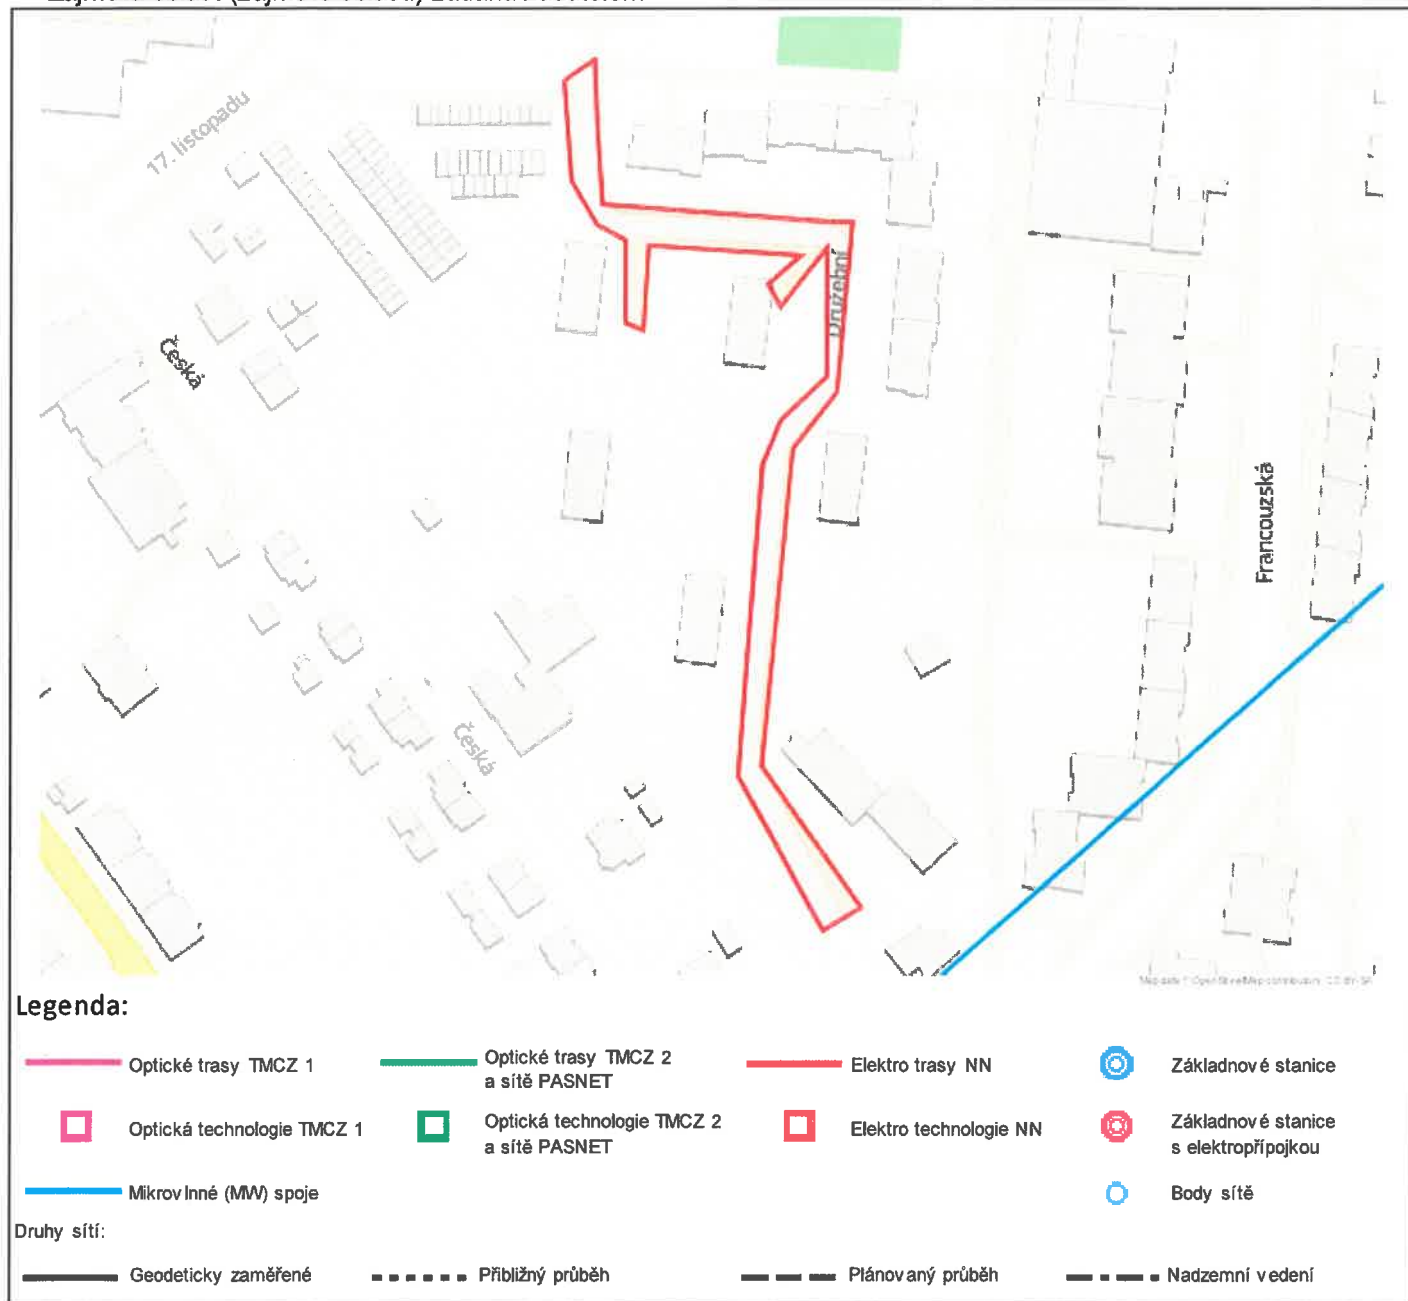 17. listopadu
Česká
Družební
Francouzská
Česká
Legenda:
Optické trasy TMCZ 1
Optické trasy TMCZ 2
a sítě PASNET
Elektro trasy NN
Základnové stanice
Optická technologie TMCZ 1
Optická technologie TMCZ 2
a sítě PASNET
Elektro technologie NN
Základnové stanice
s elektropřípojkou
Mikrovlnné (MW) spoje
Body sítě
Druhy sítí:
Geodeticky zaměřené
Přibližný průběh
Plánovaný průběh
Nadzemní vedení